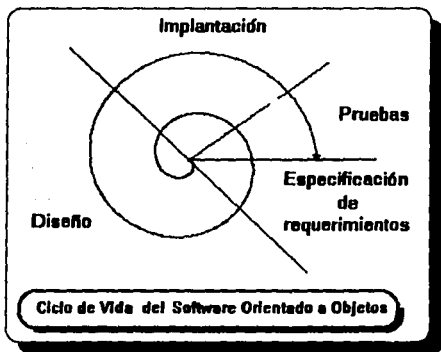 Implantación
Pruebas
Especificación
de
requerimientos
Diseño
Ciclo de Vida del Software Orientado a Objetos